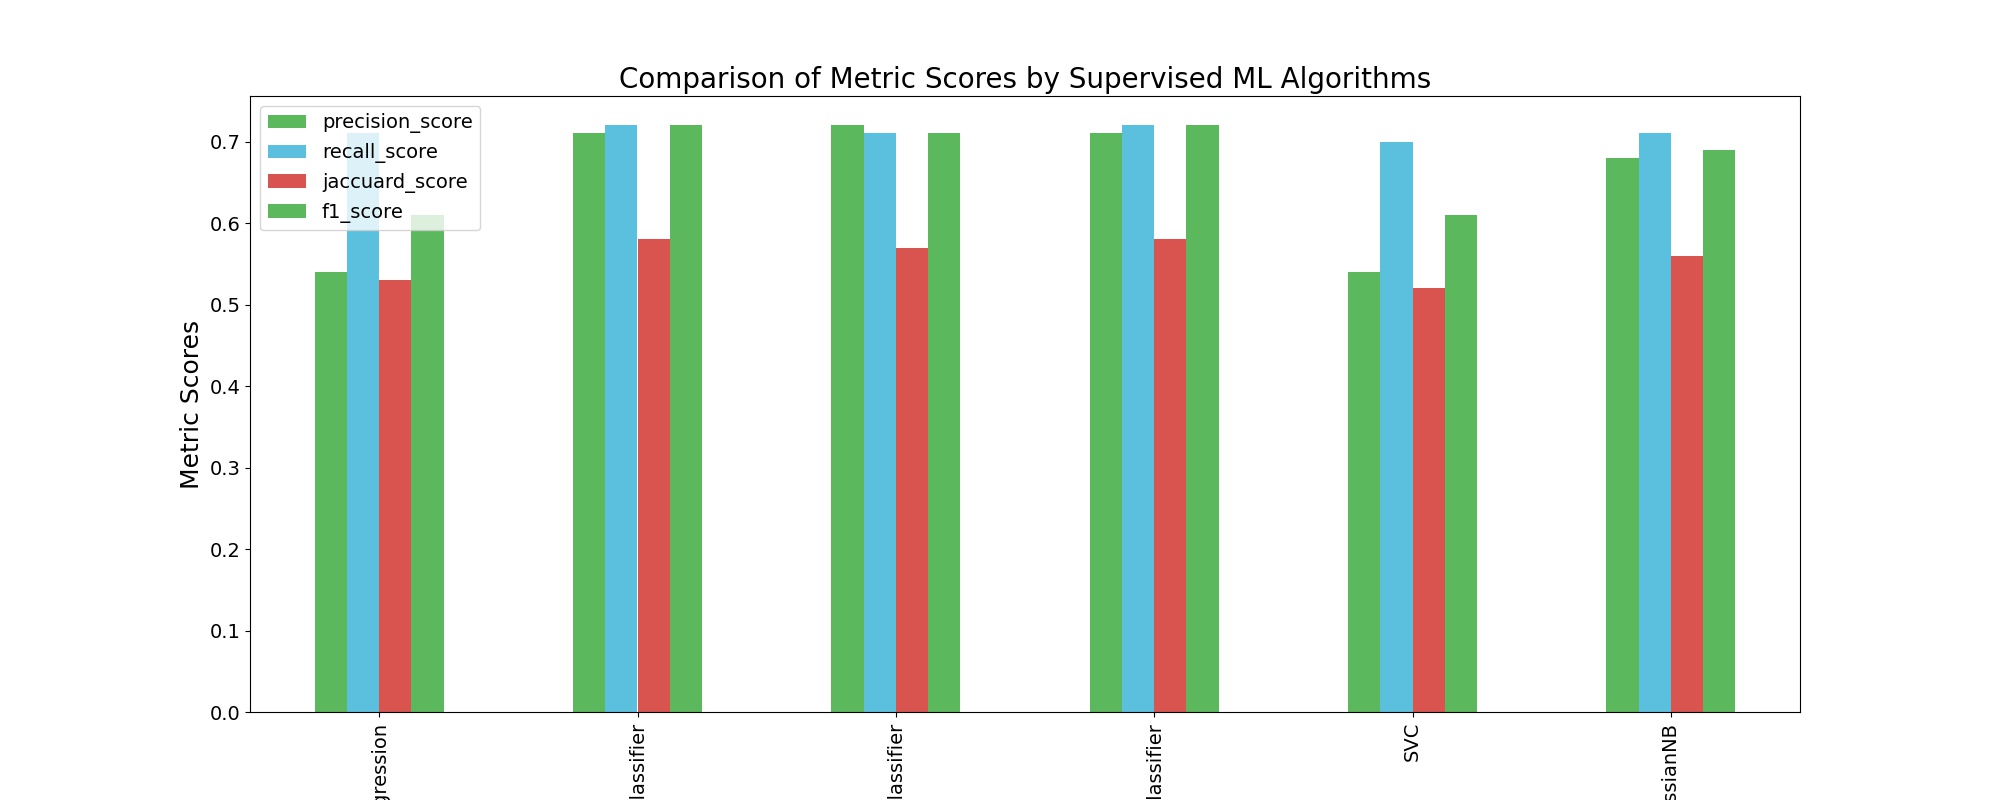 Comparison of Metric Scores by Supervised ML Algorithms
precision_score
recall_score
jaccuard_score
f1_score
Metric Scores
0.7
0.6
0.5
0.4
0.3
0.2
0.1
0.0
gression
lassifier
lassifier
lassifier
SVC
ssianNB